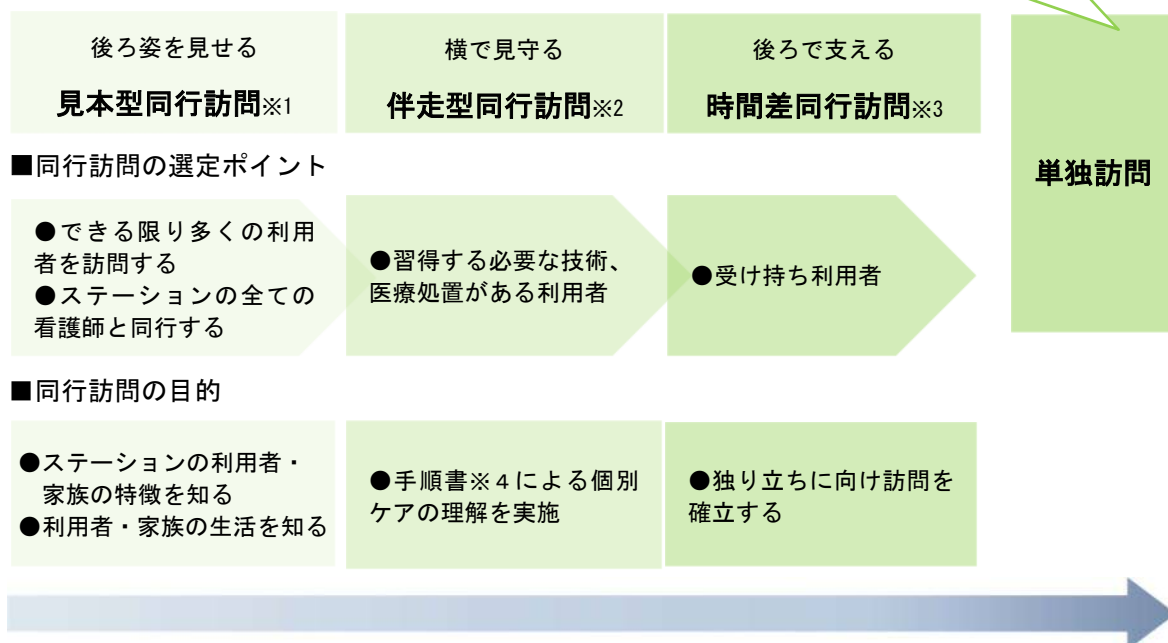 後ろ姿を見せる
見本型同行訪問※1
横で見守る
伴走型同行訪問※2
後ろで支える
時間差同行訪問※3
単独訪問
■同行訪問の選定ポイント
●できる限り多くの利用
者を訪問する
●ステーションの全ての
看護師と同行する
●習得する必要な技術、
医療処置がある利用者
●受け持ち利用者
■同行訪問の目的
●ステーションの利用者・
家族の特徴を知る
●利用者・家族の生活を知る
●手順書※４による個別
ケアの理解を実施
●独り立ちに向け訪問を
確立する